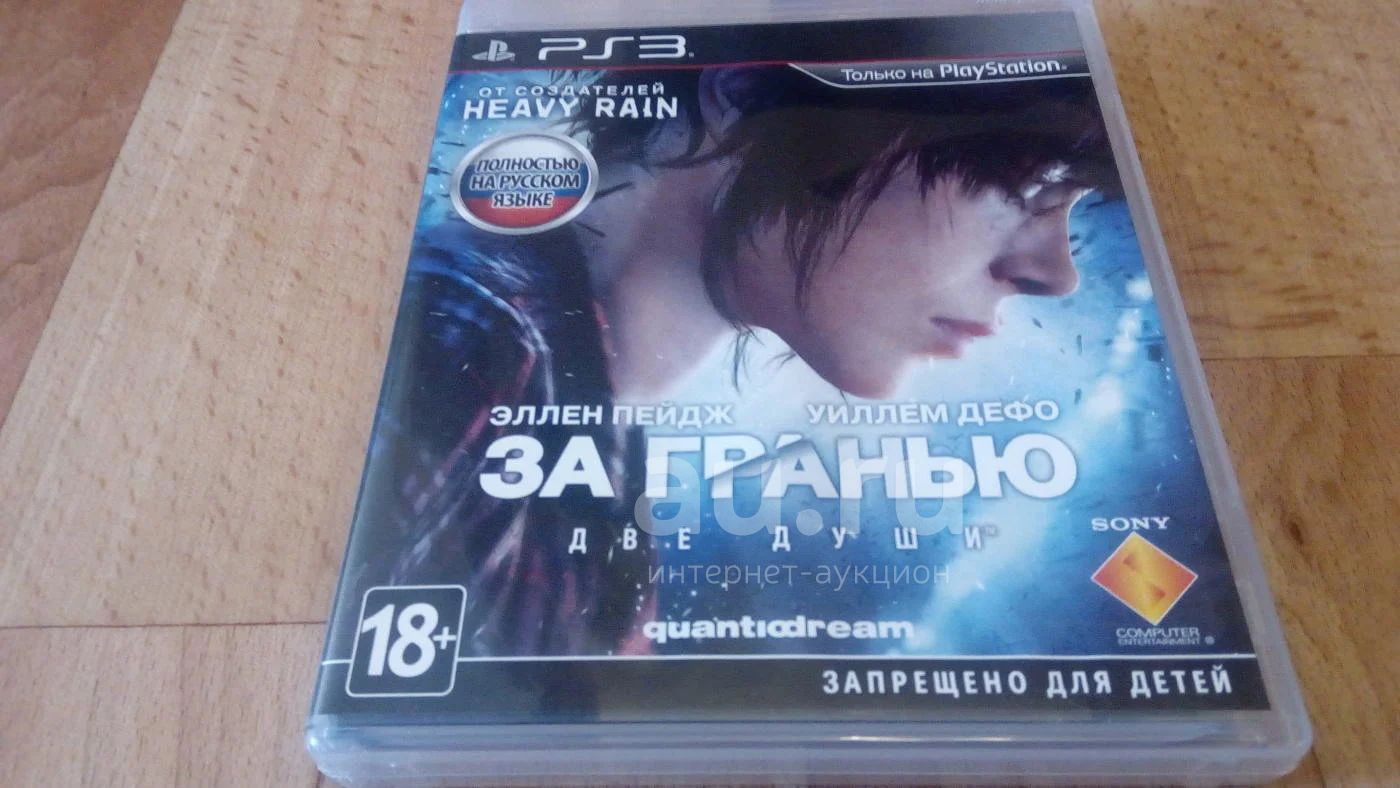 PS3
Только на PlayStation
ОТ СОЗДАТЕЛЕЙ
HEAVY RAIN
ПОЛНОСТЬЮ
НА РУССКОМ
ЯЗЫКЕ
ЭЛЛЕН ПЕЙДЖ УИЛЛЕМ ДЕФО
ЗА ГРАНЬЮ
au.ru
ДВЕ ДУШИ™
интернет-аукцион
SONY
COMPUTER
ENTERTAINMENT®
quanticdream
18+
ЗАПРЕЩЕНО ДЛЯ ДЕТЕЙ